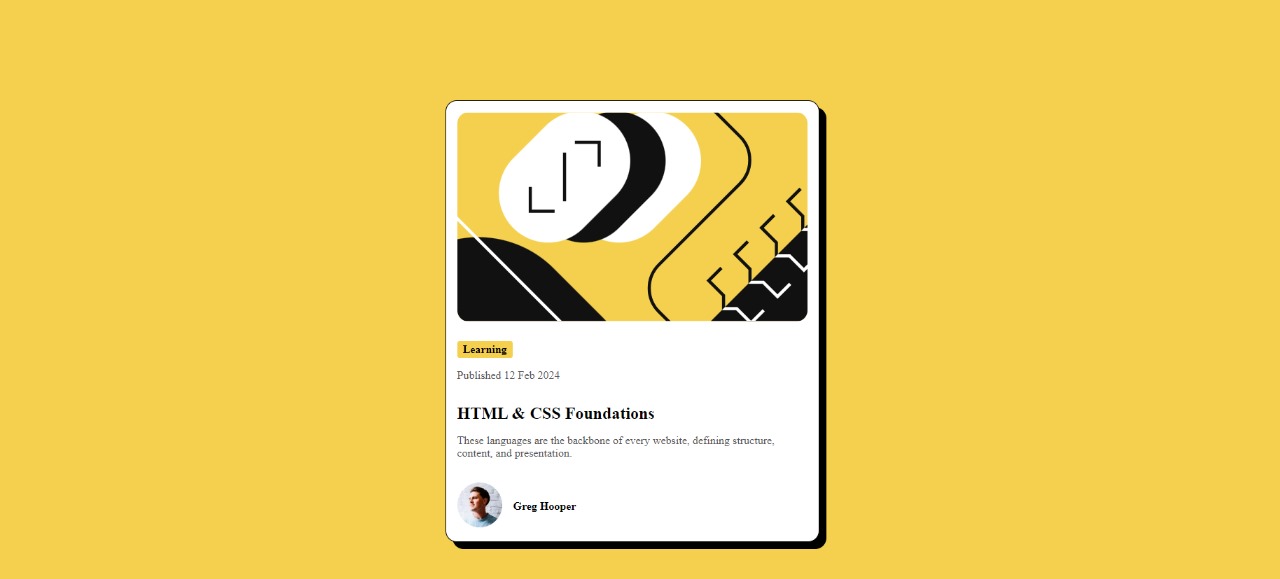 Learning
Published 12 Feb 2024
HTML & CSS Foundations
These languages are the backbone of every website, defining structure,
content, and presentation.
Greg Hooper